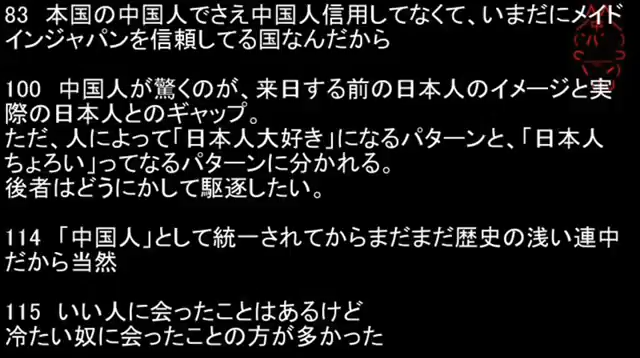 83 本国の中国人でさえ中国人信用してなくて、いまだにメイド
インジャパンを信頼してる国なんだから
100 中国人が驚くのが、来日する前の日本人のイメージと実
際の日本人とのギャップ。
ただ、人によって「日本人大好き」になるパターンと、「日本人
ちょろい」ってなるパターンに分かれる。
後者はどうにかして駆逐したい。
114 「中国人」として統一されてからまだまだ歴史の浅い連中
だから当然
115 いい人に会ったことはあるけど
冷たい奴に会ったことの方が多かった